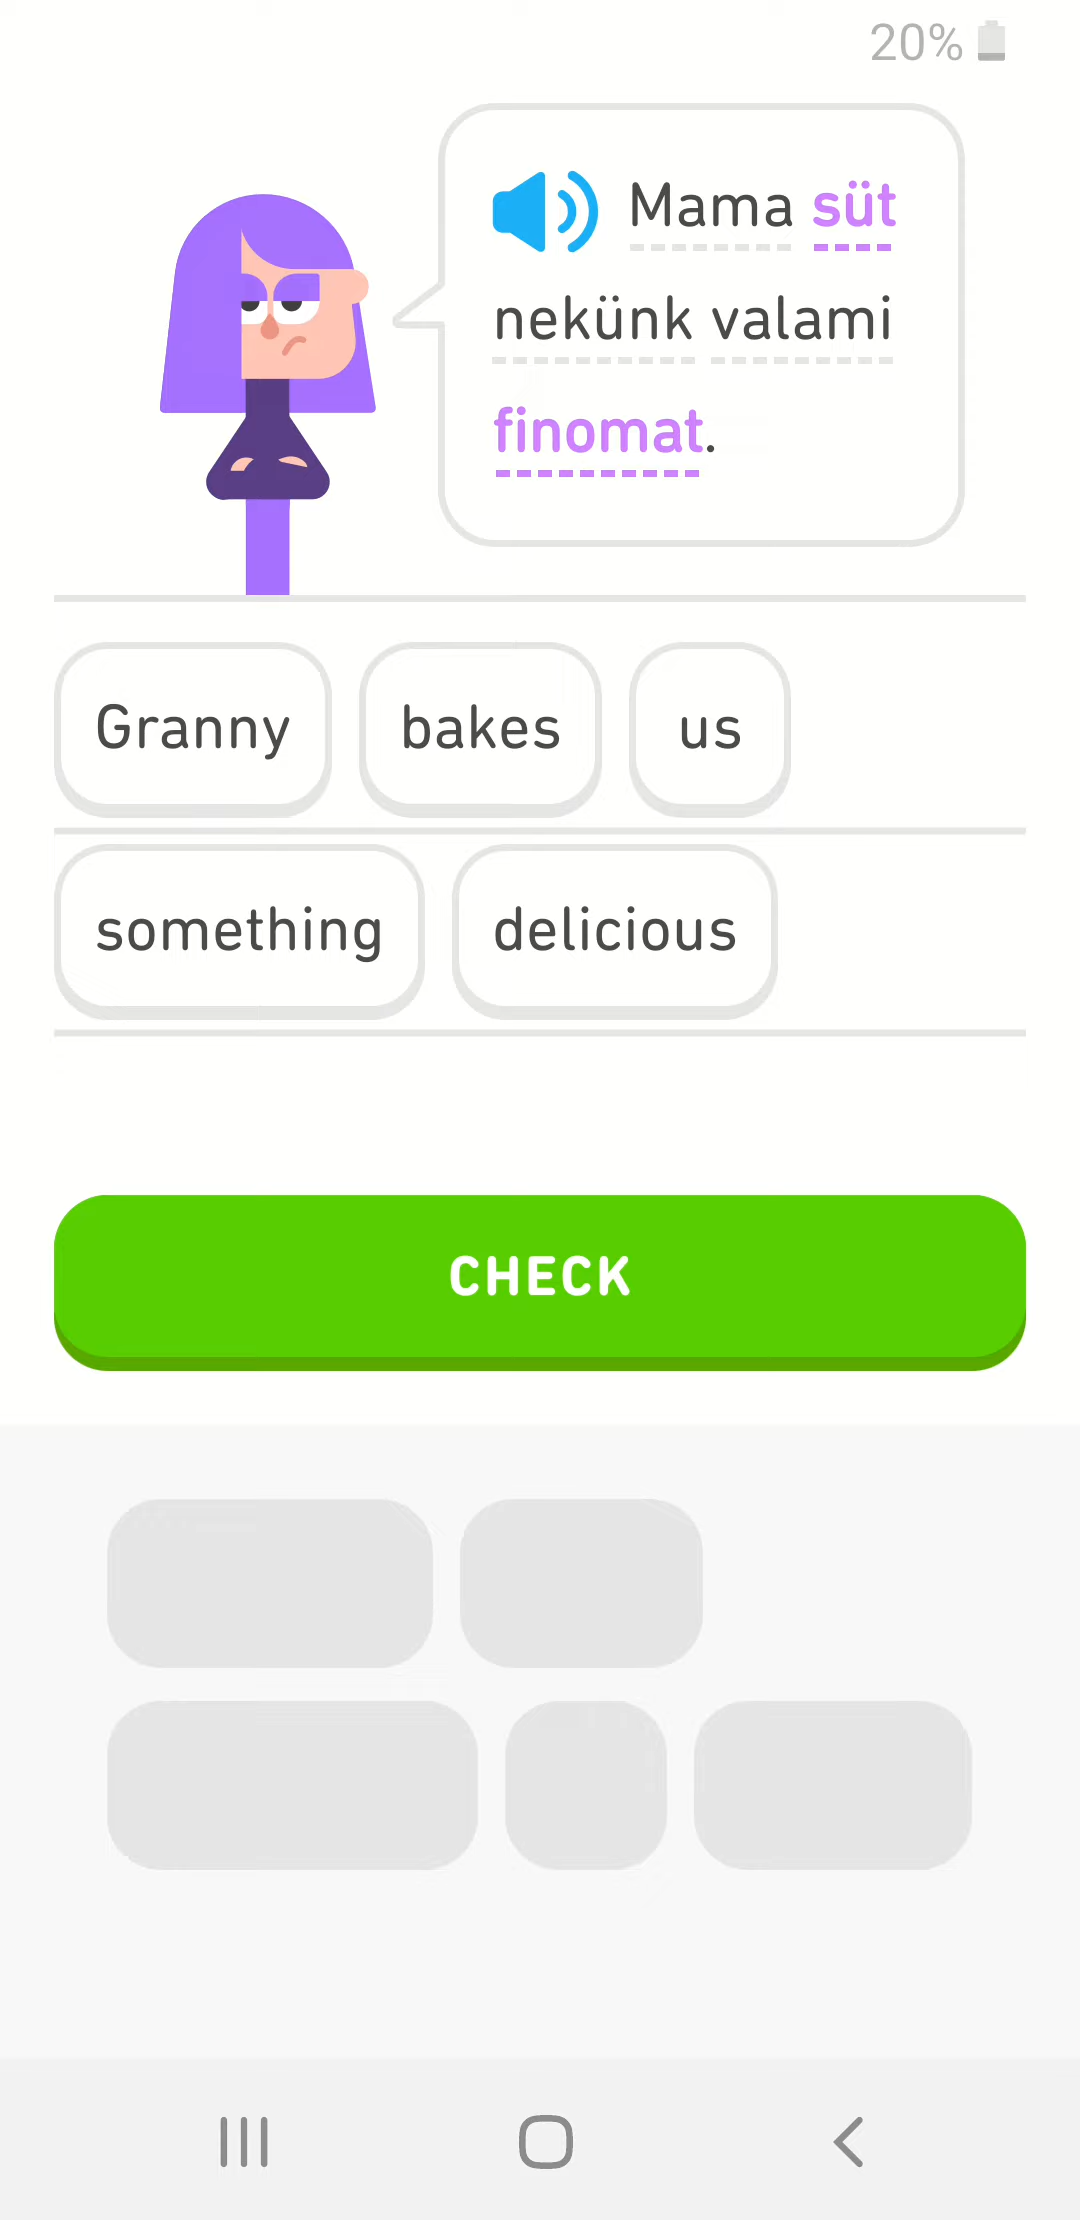 20%
Mama süt
nekünk valami
finomat.
Granny bakes us
something delicious
CHECK